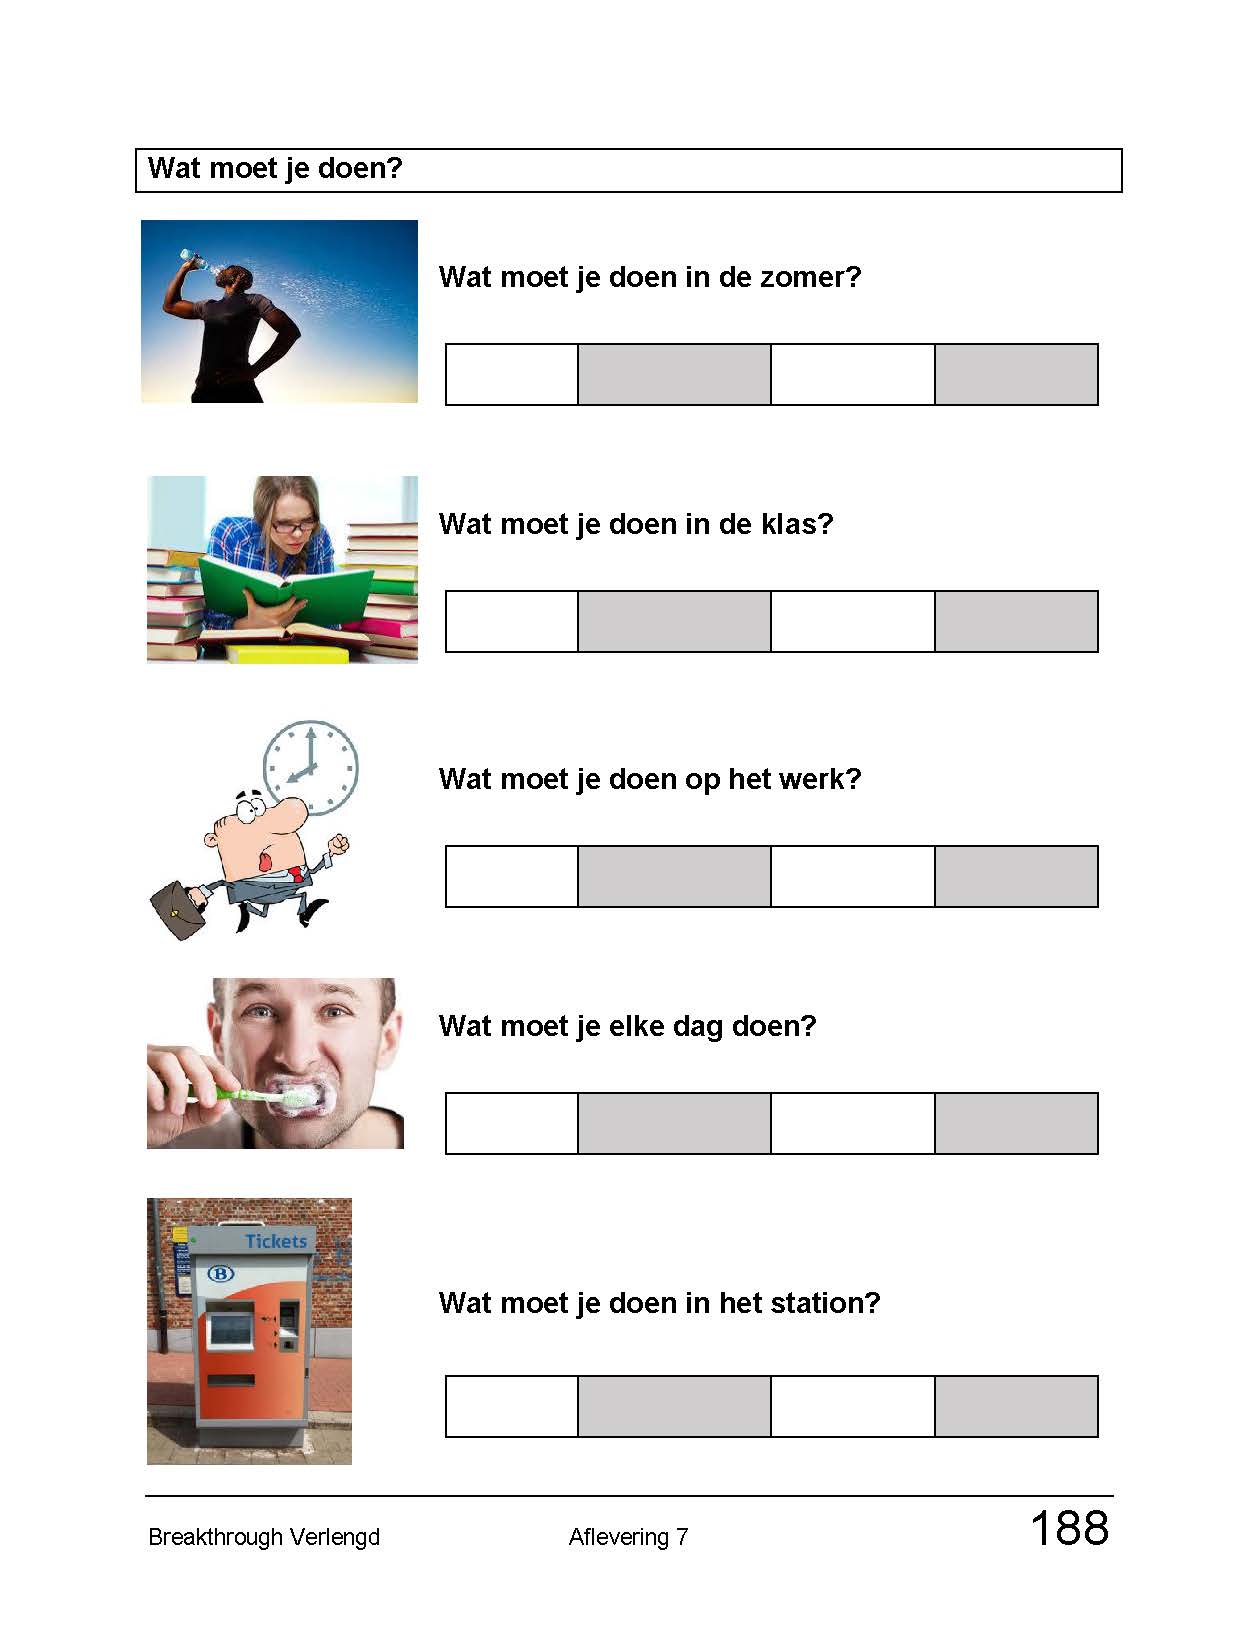 Wat moet je doen?
Wat moet je doen in de zomer?
Wat moet je doen in de klas?
Wat moet je doen op het werk?
Wat moet je elke dag doen?
Tickets
B
Wat moet je doen in het station?
Breakthrough Verlengd Aflevering 7 188